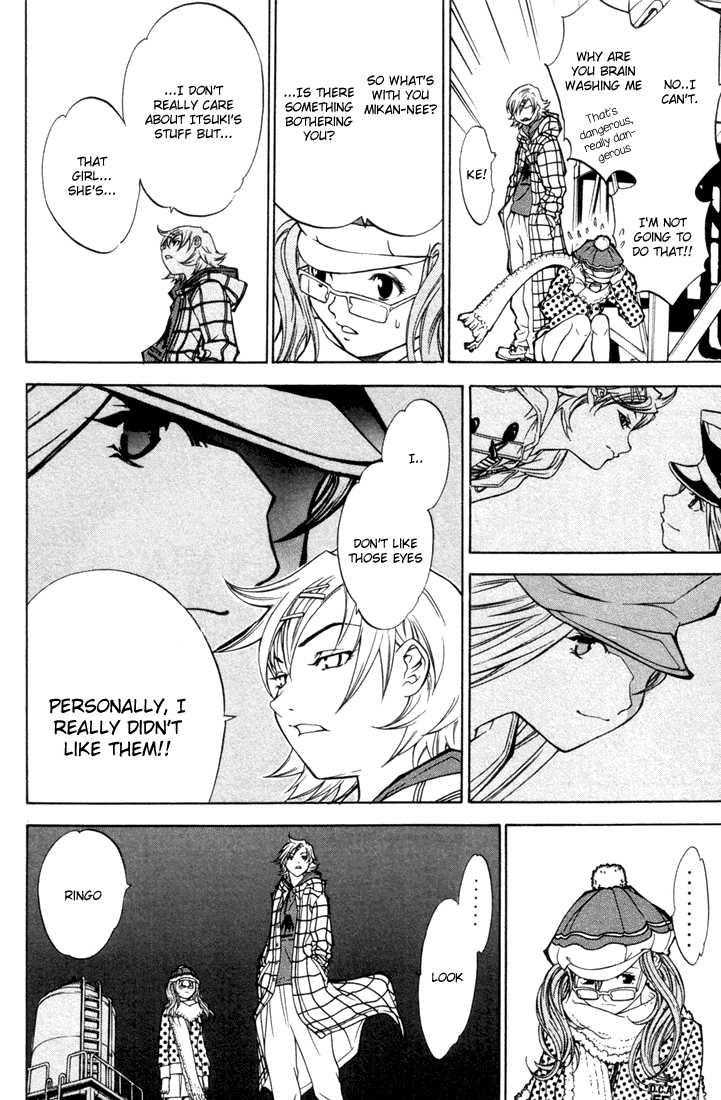 NO..I
CAN'T.
WHY ARE
YOU BRAIN
WASHING ME
That's
dangerous,
really dan-
gerous
I'M NOT
GOING TO
DO THAT!!
KE!
SO WHAT'S
WITH YOU
MIKAN-NEE?
...IS THERE
SOMETHING
BOTHERING
YOU?
...I DON'T
REALLY CARE
ABOUT ITSUKI'S
STUFF BUT...
THAT
GIRL...
SHE'S...
I..
DON'T LIKE
THOSE EYES
PERSONALLY, I
REALLY DIDN'T
LIKE THEM!!
......
......
LOOK
RINGO